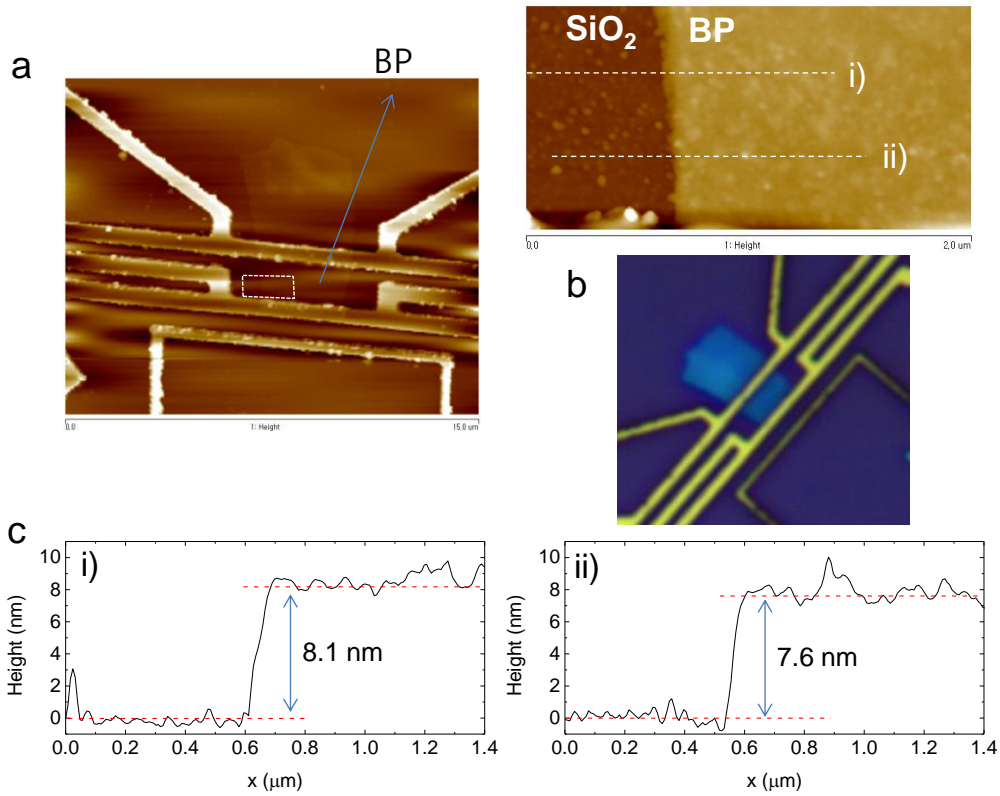 a
BP
0.0
1: Height
15.0 um
SiO₂ BP
i)
ii)
0.0
1: Height
2.0 um
b
c
i)
10
8
6
4
2
0
Height (nm)
8.1 nm
0.0 0.2 0.4 0.6 0.8 1.0 1.2 1.4
x (μm)
ii)
10
8
6
4
2
0
Height (nm)
7.6 nm
0.0 0.2 0.4 0.6 0.8 1.0 1.2 1.4
x (μm)